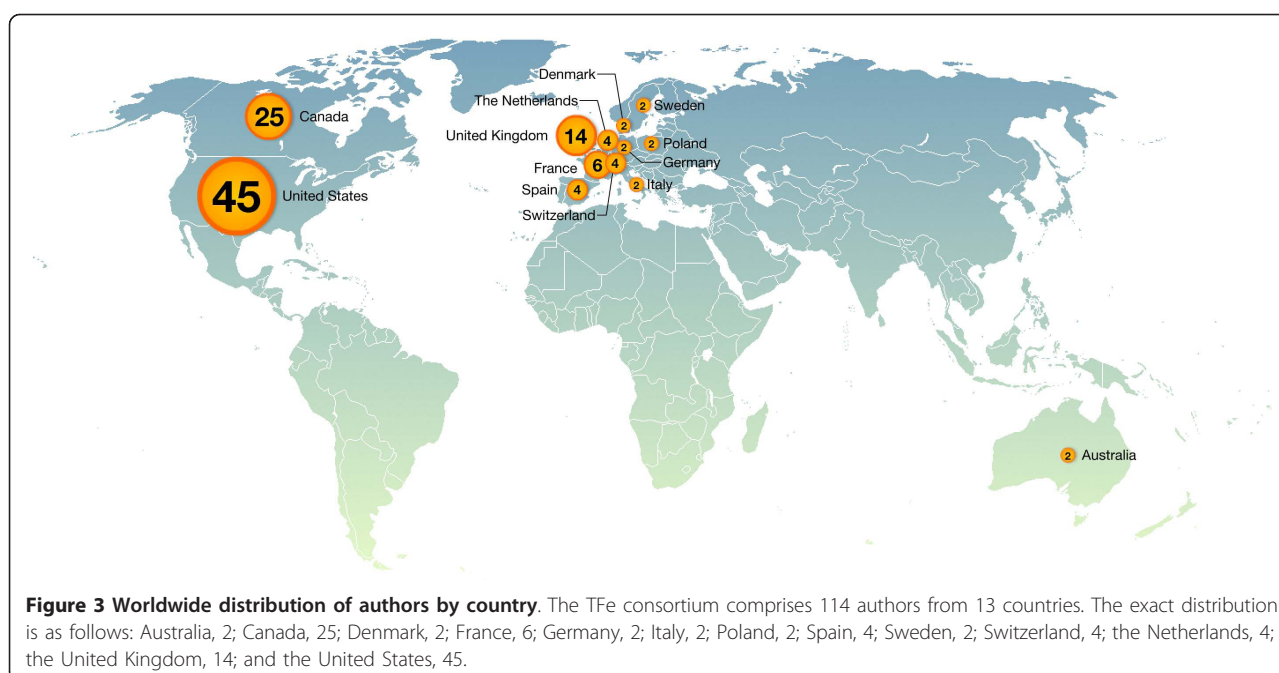 Denmark
2 Sweden
The Netherlands
25 Canada
2
United Kingdom 14 4 2 Poland
2
Germany
France 6 4
45 United States
Spain 4 2 Italy
Switzerland
2 Australia
Figure 3 Worldwide distribution of authors by country. The TFe consortium comprises 114 authors from 13 countries. The exact distribution
is as follows: Australia, 2; Canada, 25; Denmark, 2; France, 6; Germany, 2; Italy, 2; Poland, 2; Spain, 4; Sweden, 2; Switzerland, 4; the Netherlands, 4;
the United Kingdom, 14; and the United States, 45.